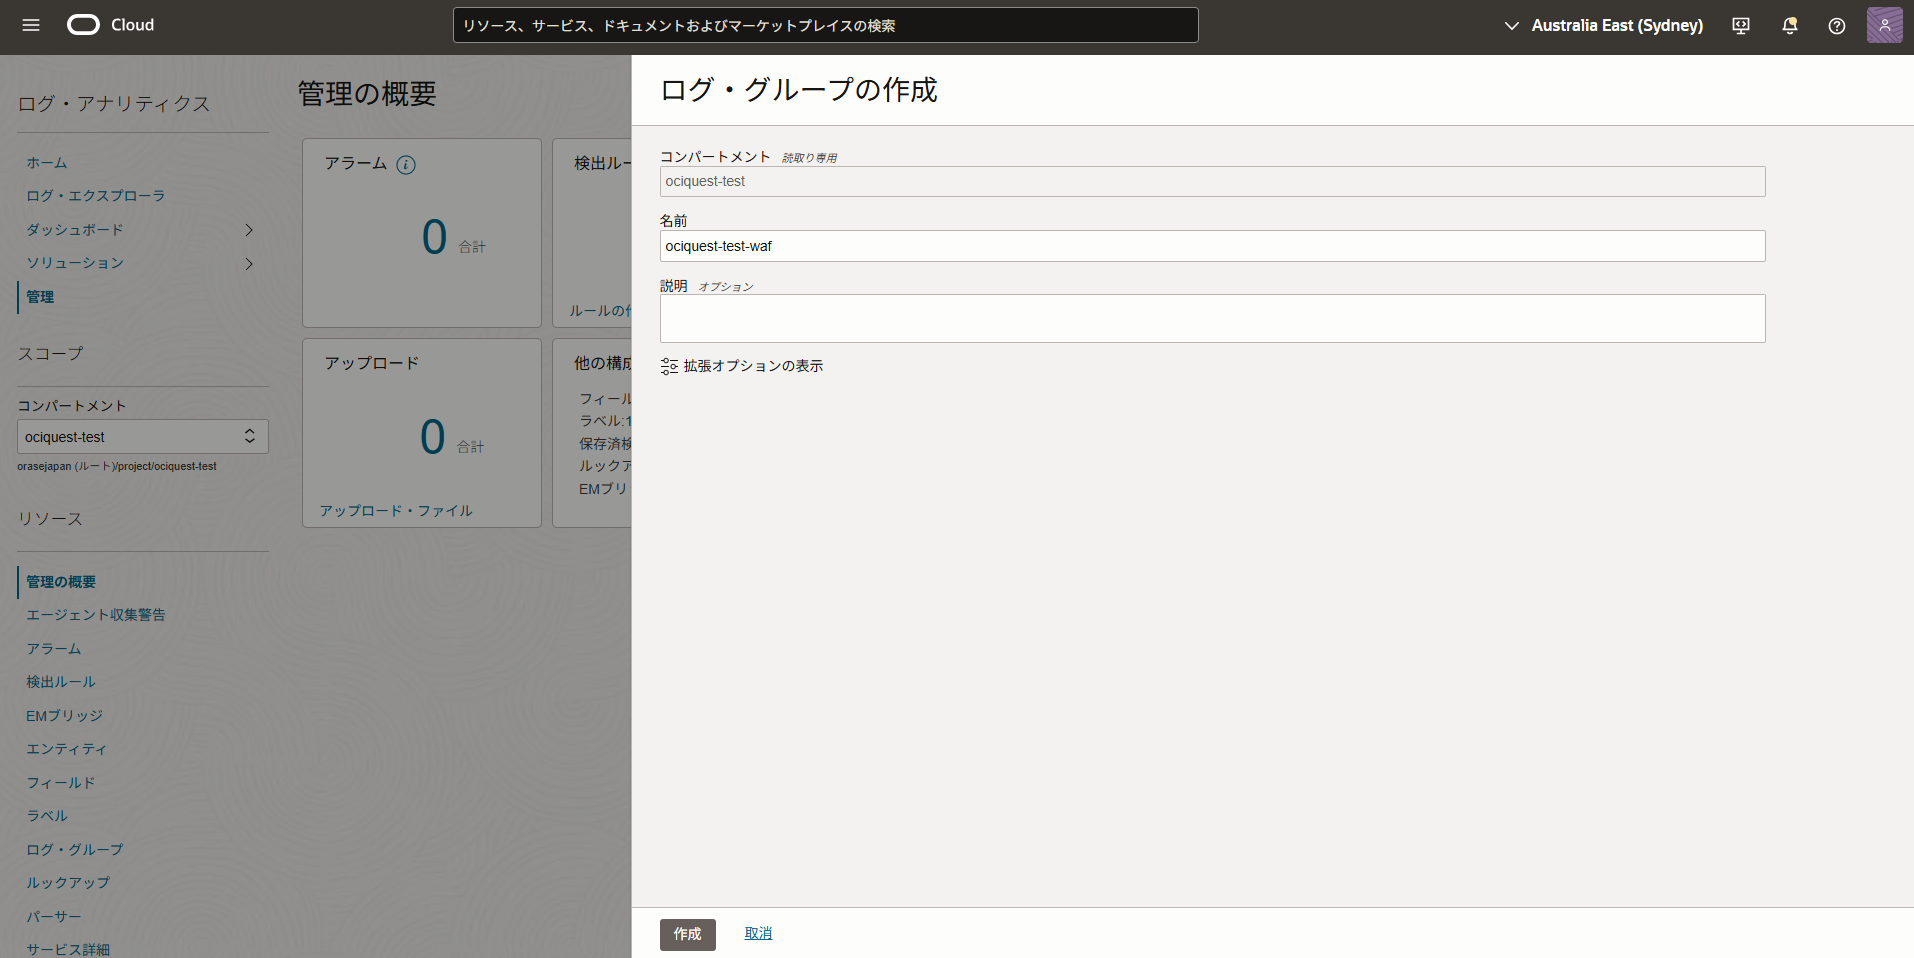 Cloud
リソース、サービス、ドキュメントおよびマーケットプレイスの検索
Australia East (Sydney)
ログ・アナリティクス
ホーム
ログ・エクスプローラ
ダッシュボード
ソリューション
管理
スコープ
コンパートメント
ociquest-test
orasejapan (ルート)/project/ociquest-test
リソース
管理の概要
エージェント収集警告
アラーム
検出ルール
EMブリッジ
エンティティ
フィールド
ラベル
ログ・グループ
ルックアップ
パーサー
サービス詳細
管理の概要
アラーム
0 合計
検出ルー
ルールの
アップロード
0 合計
アップロード・ファイル
他の構成
フィール
ラベル:1
保存済検
ルックア
EMブリ
ログ・グループの作成
コンパートメント 読取り専用
ociquest-test
名前
ociquest-test-waf
説明 オプション
拡張オプションの表示
作成
取消